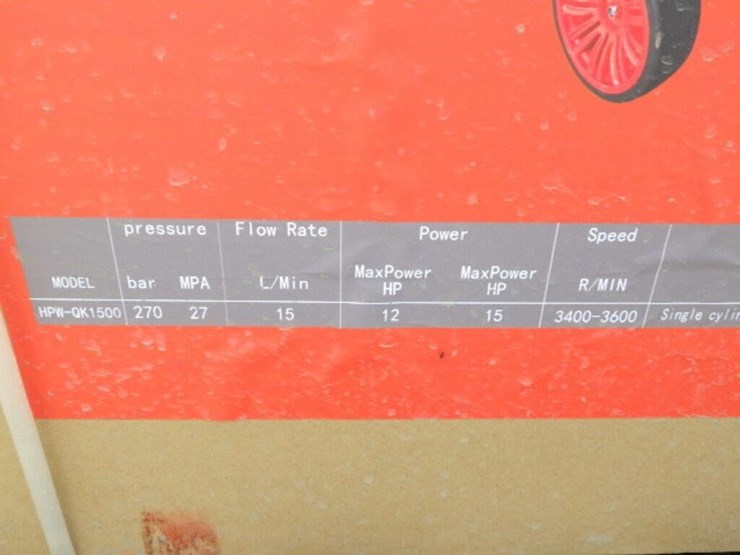 pressure Flow Rate Power Speed
MODEL bar MPA L/Min MaxPower HP MaxPower HP R/MIN
HPW-QK1500 270 27 15 12 15 3400-3600 Single